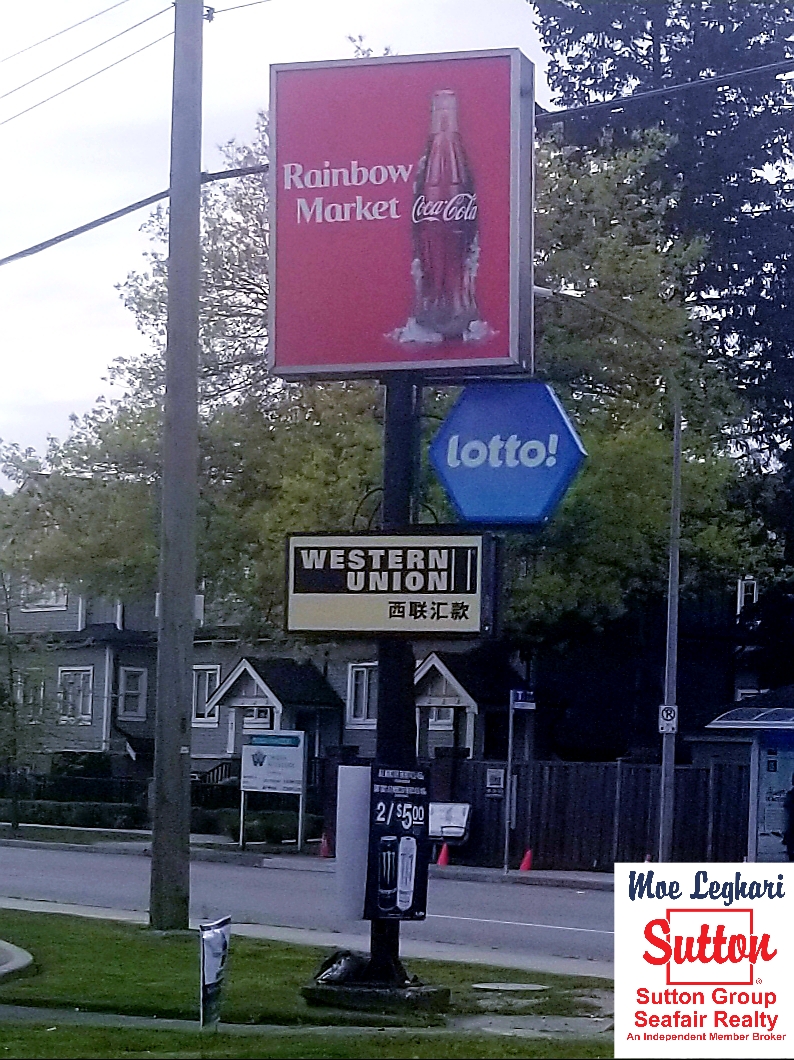 Rainbow
Market
Coca-Cola
lotto!
WESTERN
UNION
西联汇款
2/$5.00
Moe Leghari
Sutton
Sutton Group
Seafair Realty
An Independent Member Broker